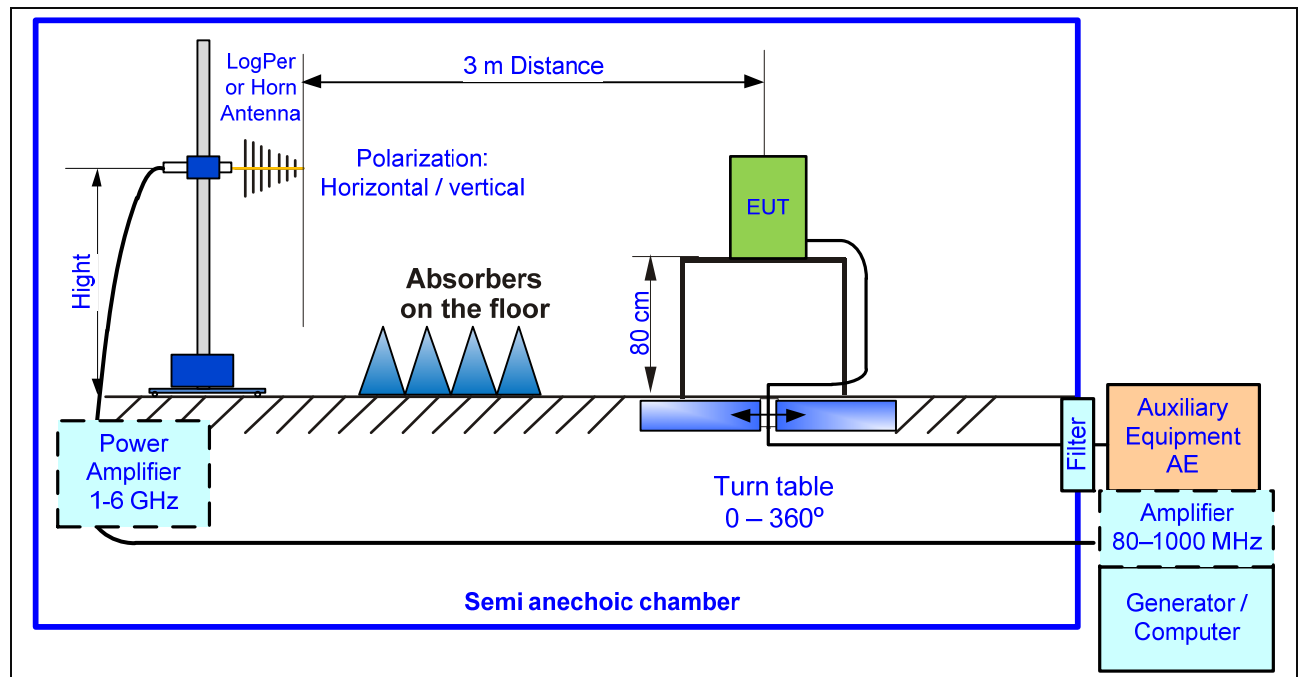 LogPer
or Horn
Antenna
3 m Distance
Polarization:
Horizontal / vertical
EUT
Hight
Absorbers
on the floor
80 cm
Power
Amplifier
1-6 GHz
Turn table
0 – 360º
Filter
Auxiliary
Equipment
AE
Amplifier
80–1000 MHz
Semi anechoic chamber
Generator /
Computer